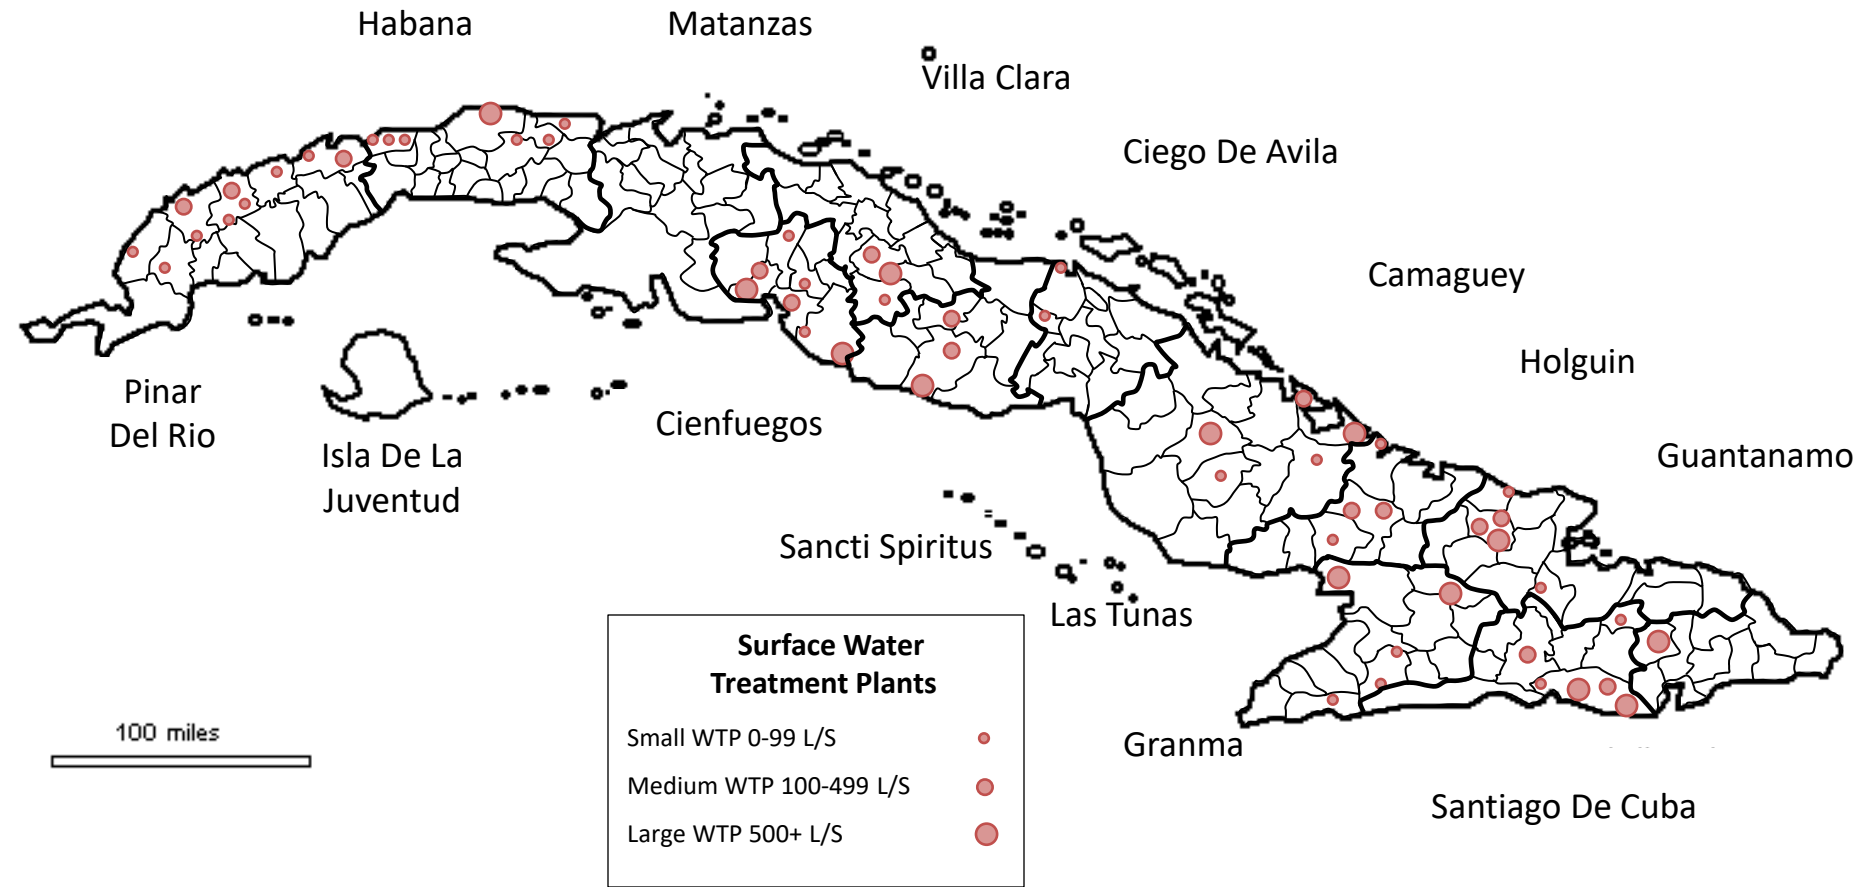 Habana
Matanzas
Villa Clara
Ciego De Avila
Camaguey
Holguin
Guantanamo
Pinar
Del Rio
Isla De La
Juventud
Cienfuegos
Sancti Spiritus
Las Tunas
Granma
Santiago De Cuba
100 miles
Surface Water
Treatment Plants
Small WTP 0-99 L/S
Medium WTP 100-499 L/S
Large WTP 500+ L/S